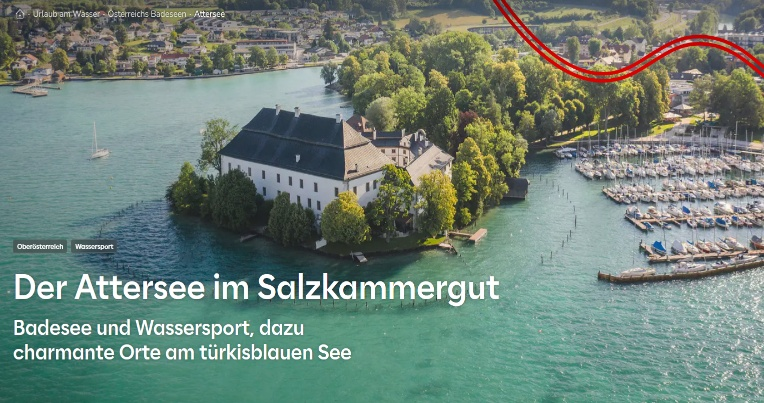 Urlaub am Wasser - Österreichs Badeseen - Attersee
Oberösterreich Wassersport
Der Attersee im Salzkammergut
Badesee und Wassersport, dazu
charmante Orte am türkisblauen See